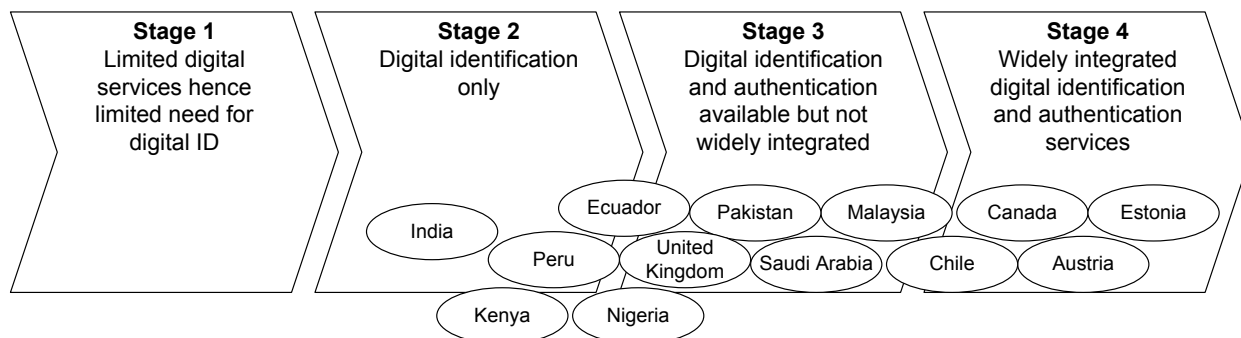 Stage 1
Limited digital
services hence
limited need for
digital ID
Stage 2
Digital identification
only
Stage 3
Digital identification
and authentication
available but not
widely integrated
Stage 4
Widely integrated
digital identification
and authentication
services
India
Ecuador
Pakistan
Malaysia
Canada
Estonia
Peru
United
Kingdom
Saudi Arabia
Chile
Austria
Kenya
Nigeria